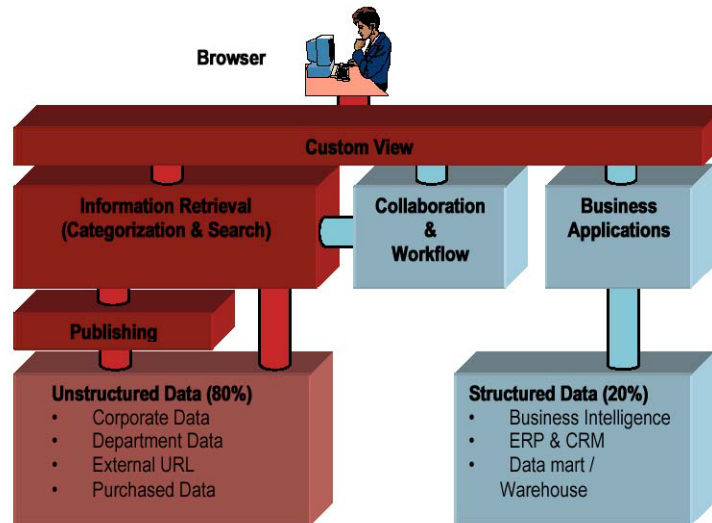 Browser
Custom View
Information Retrieval
(Categorization & Search)
Collaboration
&
Workflow
Business
Applications
Publishing
Unstructured Data (80%)
• Corporate Data
• Department Data
• External URL
• Purchased Data
Structured Data (20%)
• Business Intelligence
• ERP & CRM
• Data mart /
Warehouse